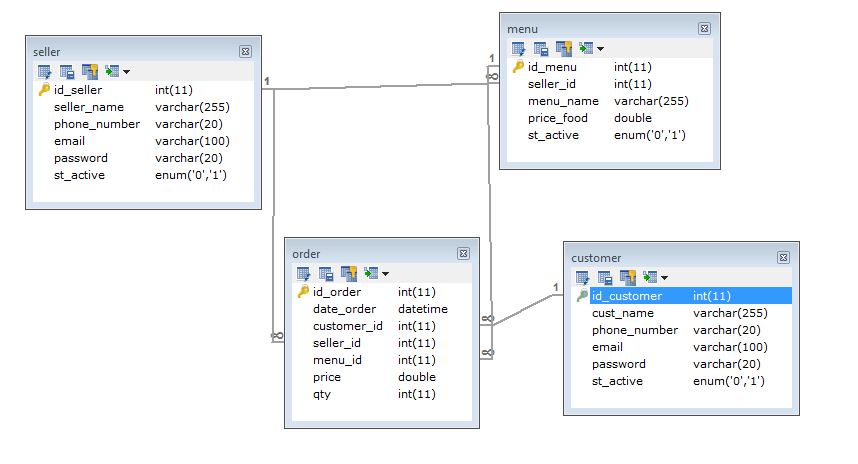 seller
id_seller int(11)
seller_name varchar(255)
phone_number varchar(20)
email varchar(100)
password varchar(20)
st_active enum('0','1')
1
menu
id_menu int(11)
seller_id int(11)
menu_name varchar(255)
price_food double
st_active enum('0','1')
1
∞
order
id_order int(11)
date_order datetime
customer_id int(11)
seller_id int(11)
menu_id int(11)
price double
qty int(11)
∞
∞
∞
customer
id_customer int(11)
cust_name varchar(255)
phone_number varchar(20)
email varchar(100)
password varchar(20)
st_active enum('0','1')
1